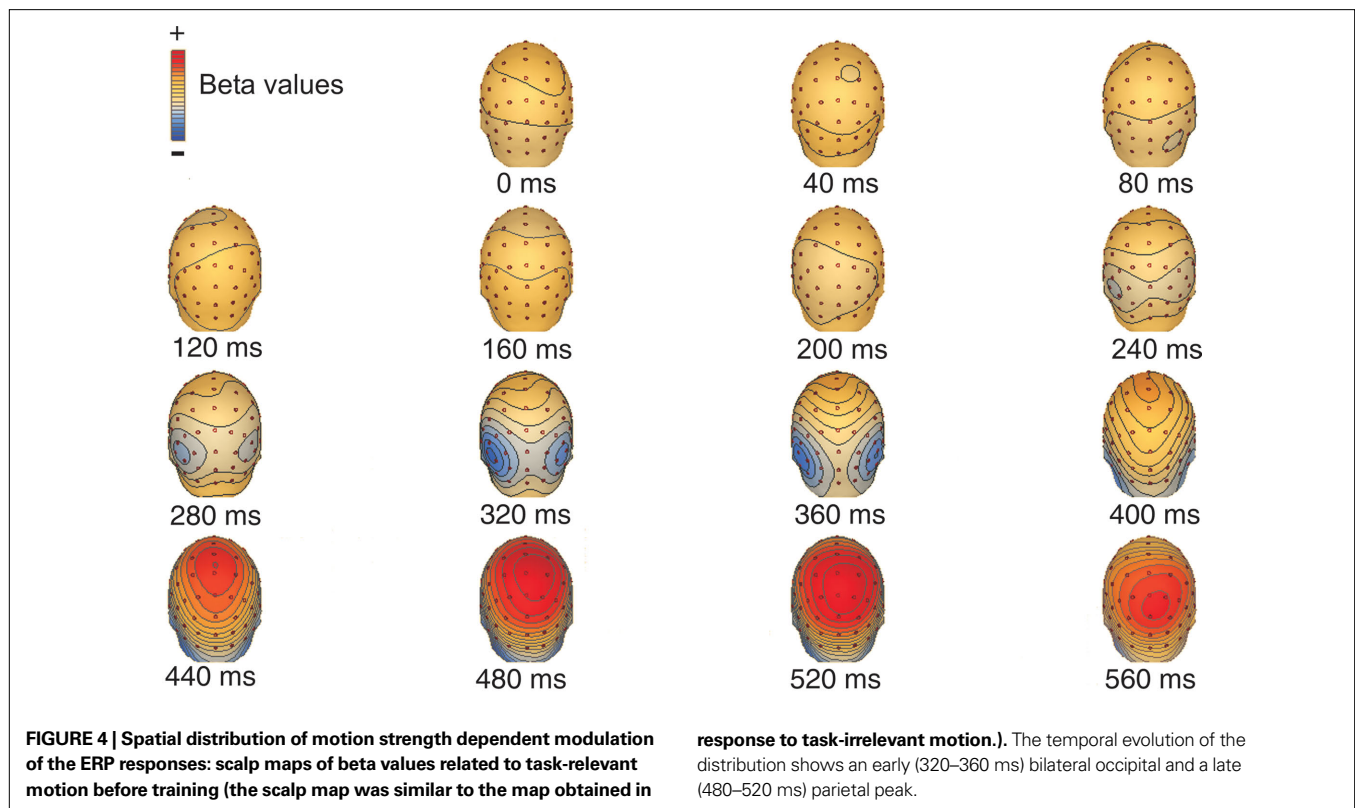 +
Beta values
-
0 ms
40 ms
80 ms
120 ms
160 ms
200 ms
240 ms
280 ms
320 ms
360 ms
400 ms
440 ms
480 ms
520 ms
560 ms
FIGURE 4 | Spatial distribution of motion strength dependent modulation
of the ERP responses: scalp maps of beta values related to task-relevant
motion before training (the scalp map was similar to the map obtained in
response to task-irrelevant motion.). The temporal evolution of the
distribution shows an early (320–360 ms) bilateral occipital and a late
(480–520 ms) parietal peak.